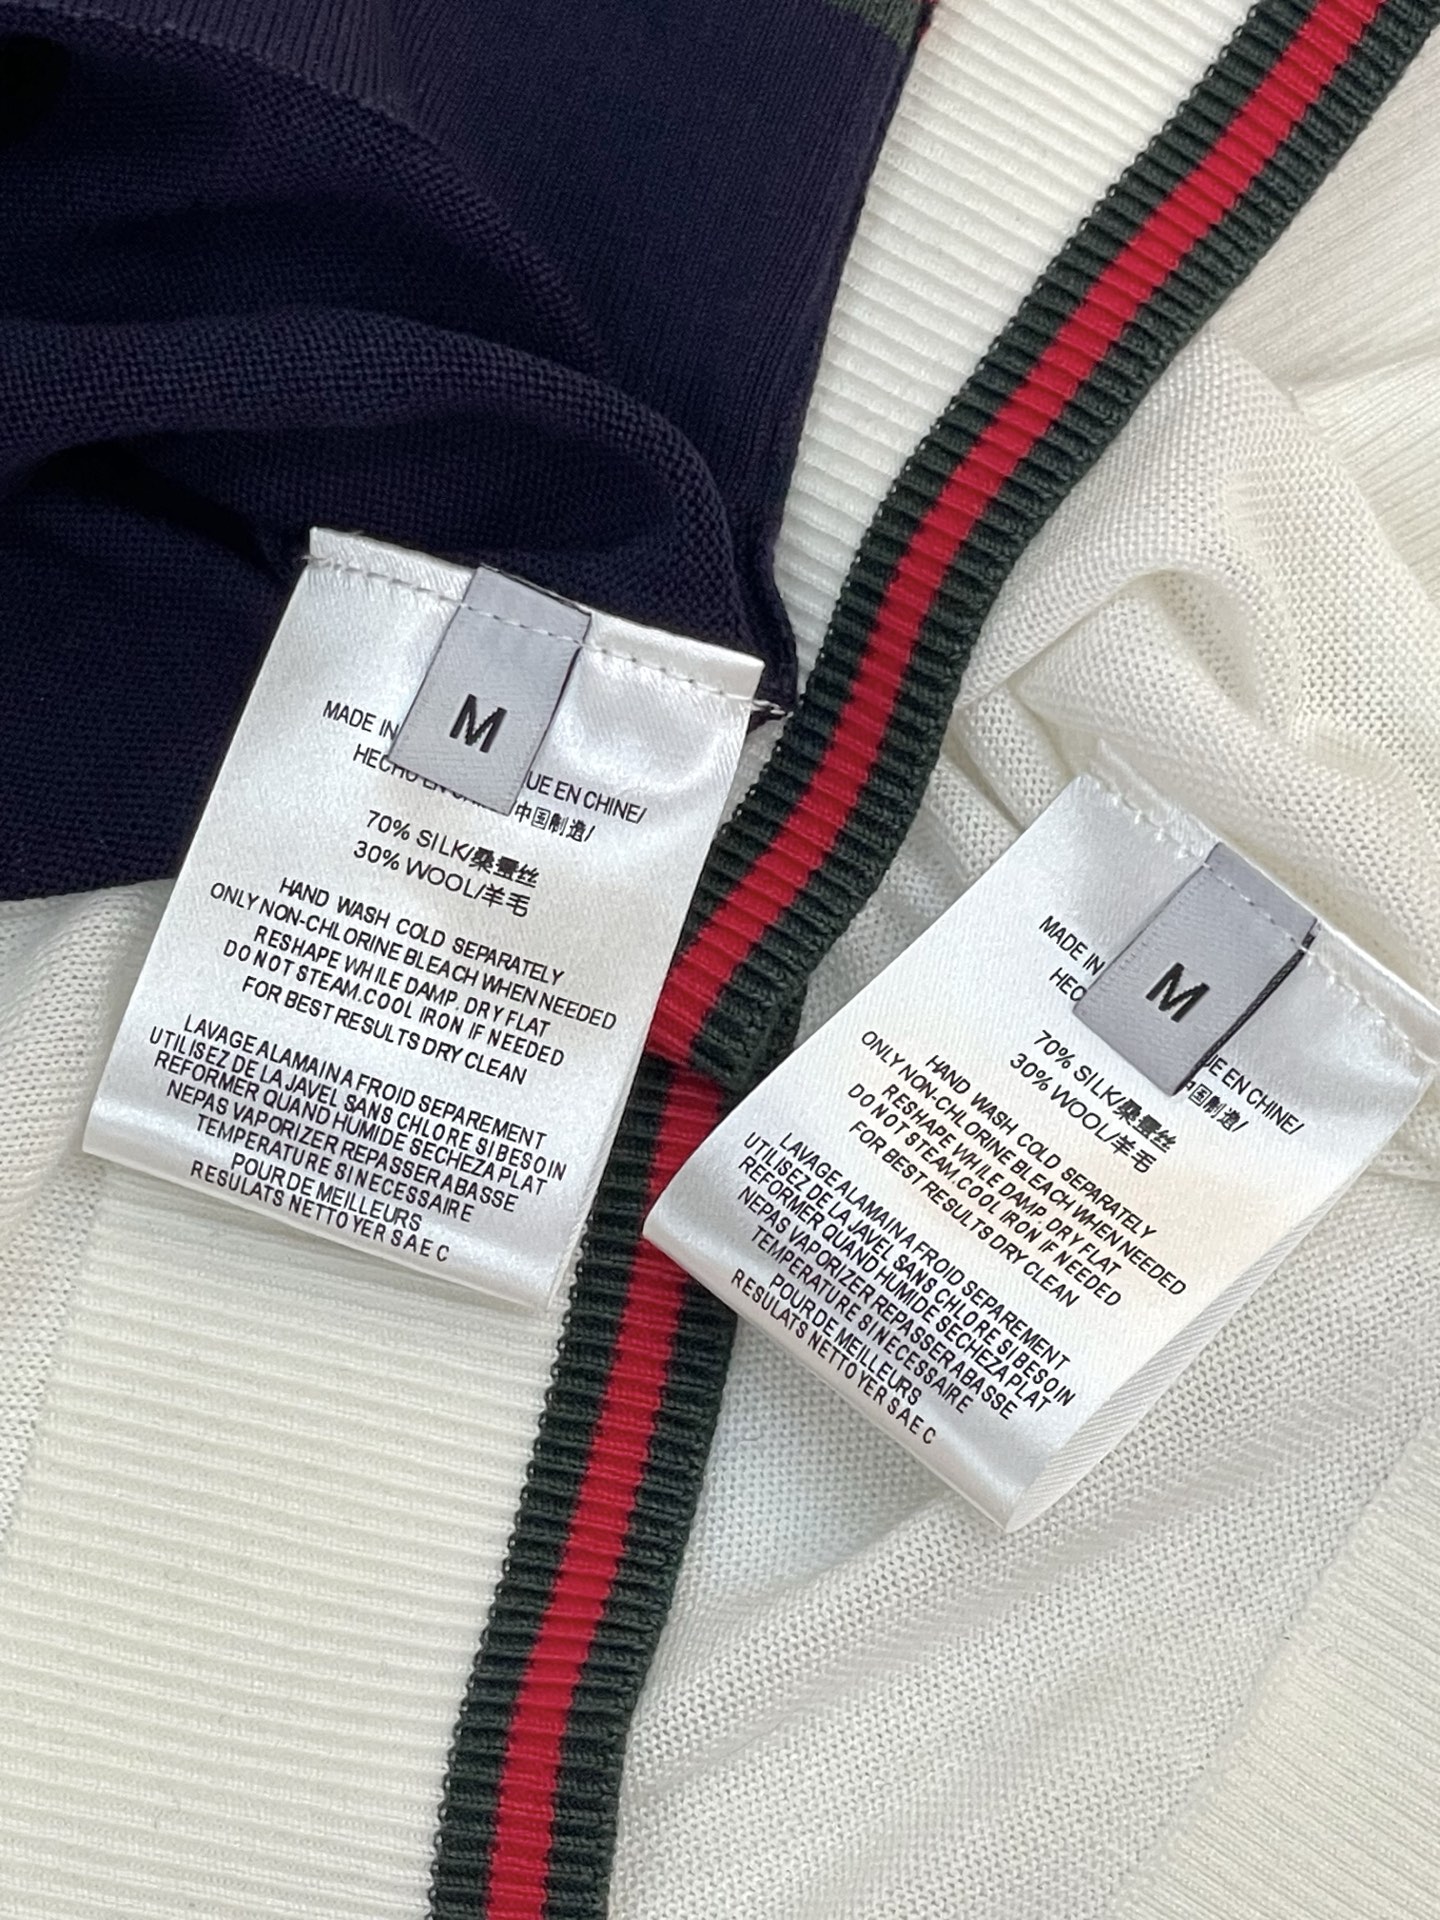 M
MADE IN
UE EN CHINE/
HECHO EN
中国制造/
70% SILK/桑蚕丝
30% WOOL/羊毛
HAND WASH COLD SEPARATELY
ONLY NON-CHLORINE BLEACH WHEN NEEDED
RESHAPE WHILE DAMP, DRY FLAT
DO NOT STEAM.COOL IRON IF NEEDED
FOR BEST RESULTS DRY CLEAN
LAVAGE A LAMAIN A FROID SEPAREMENT
UTILISEZ DE LA JAVEL SANS CHLORE SI BESOIN
REFORMER QUAND HUMIDE SECHEZ A PLAT
NEPAS VAPORIZER REPASSER ABASSE
TEMPERATURE SI NECESSAIRE
POUR DE MEILLEURS
RESULATS NETTOYER S A E C
M
MADE IN
UE EN CHINE/
HEC
中国制造/
70% SILK/桑蚕丝
30% WOOL/羊毛
HAND WASH COLD SEPARATELY
ONLY NON-CHLORINE BLEACH WHEN NEEDED
RESHAPE WHILE DAMP, DRY FLAT
DO NOT STEAM.COOL IRON IF NEEDED
FOR BEST RESULTS DRY CLEAN
LAVAGE A LAMAIN A FROID SEPAREMENT
UTILISEZ DE LA JAVEL SANS CHLORE SI BESOIN
REFORMER QUAND HUMIDE SECHEZ A PLAT
NEPAS VAPORIZER REPASSER ABASSE
TEMPERATURE SI NECESSAIRE
POUR DE MEILLEURS
RESULATS NETTOYER S A E C